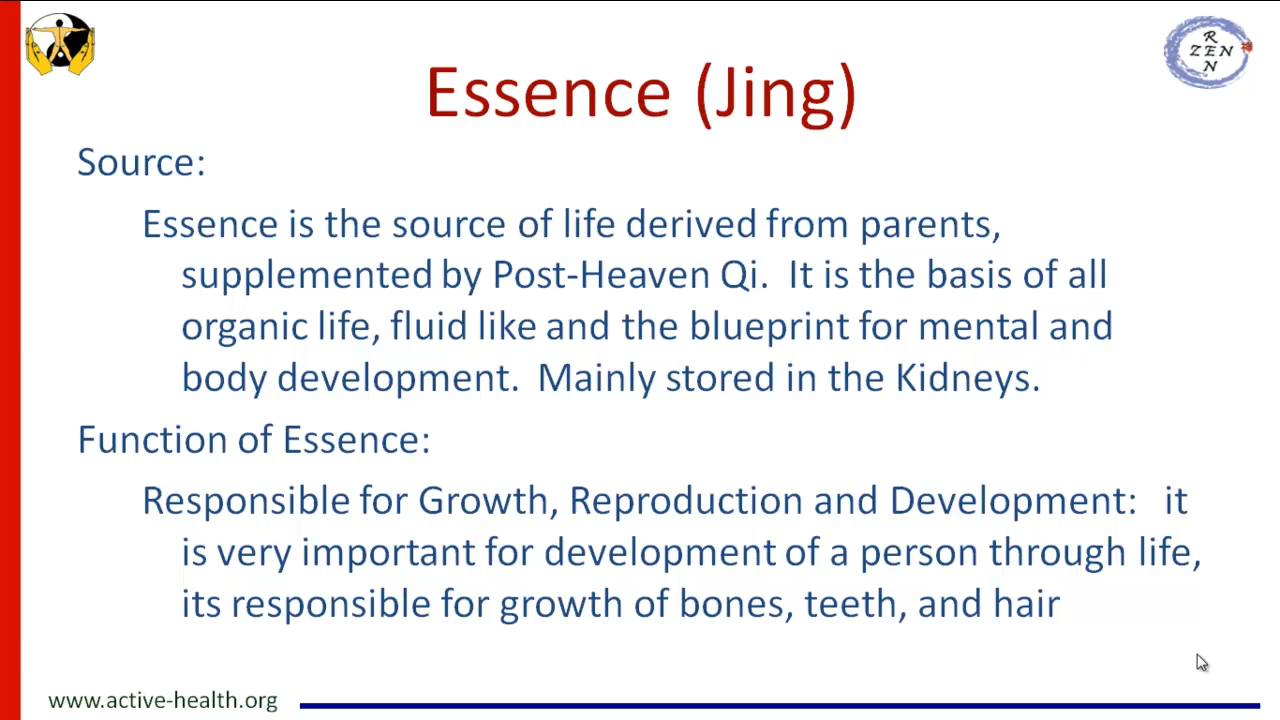 R
ZEN
N
Essence (Jing)
Source:
Essence is the source of life derived from parents,
supplemented by Post-Heaven Qi.  It is the basis of all
organic life, fluid like and the blueprint for mental and
body development.  Mainly stored in the Kidneys.
Function of Essence:
Responsible for Growth, Reproduction and Development:   it
is very important for development of a person through life,
its responsible for growth of bones, teeth, and hair
www.active-health.org